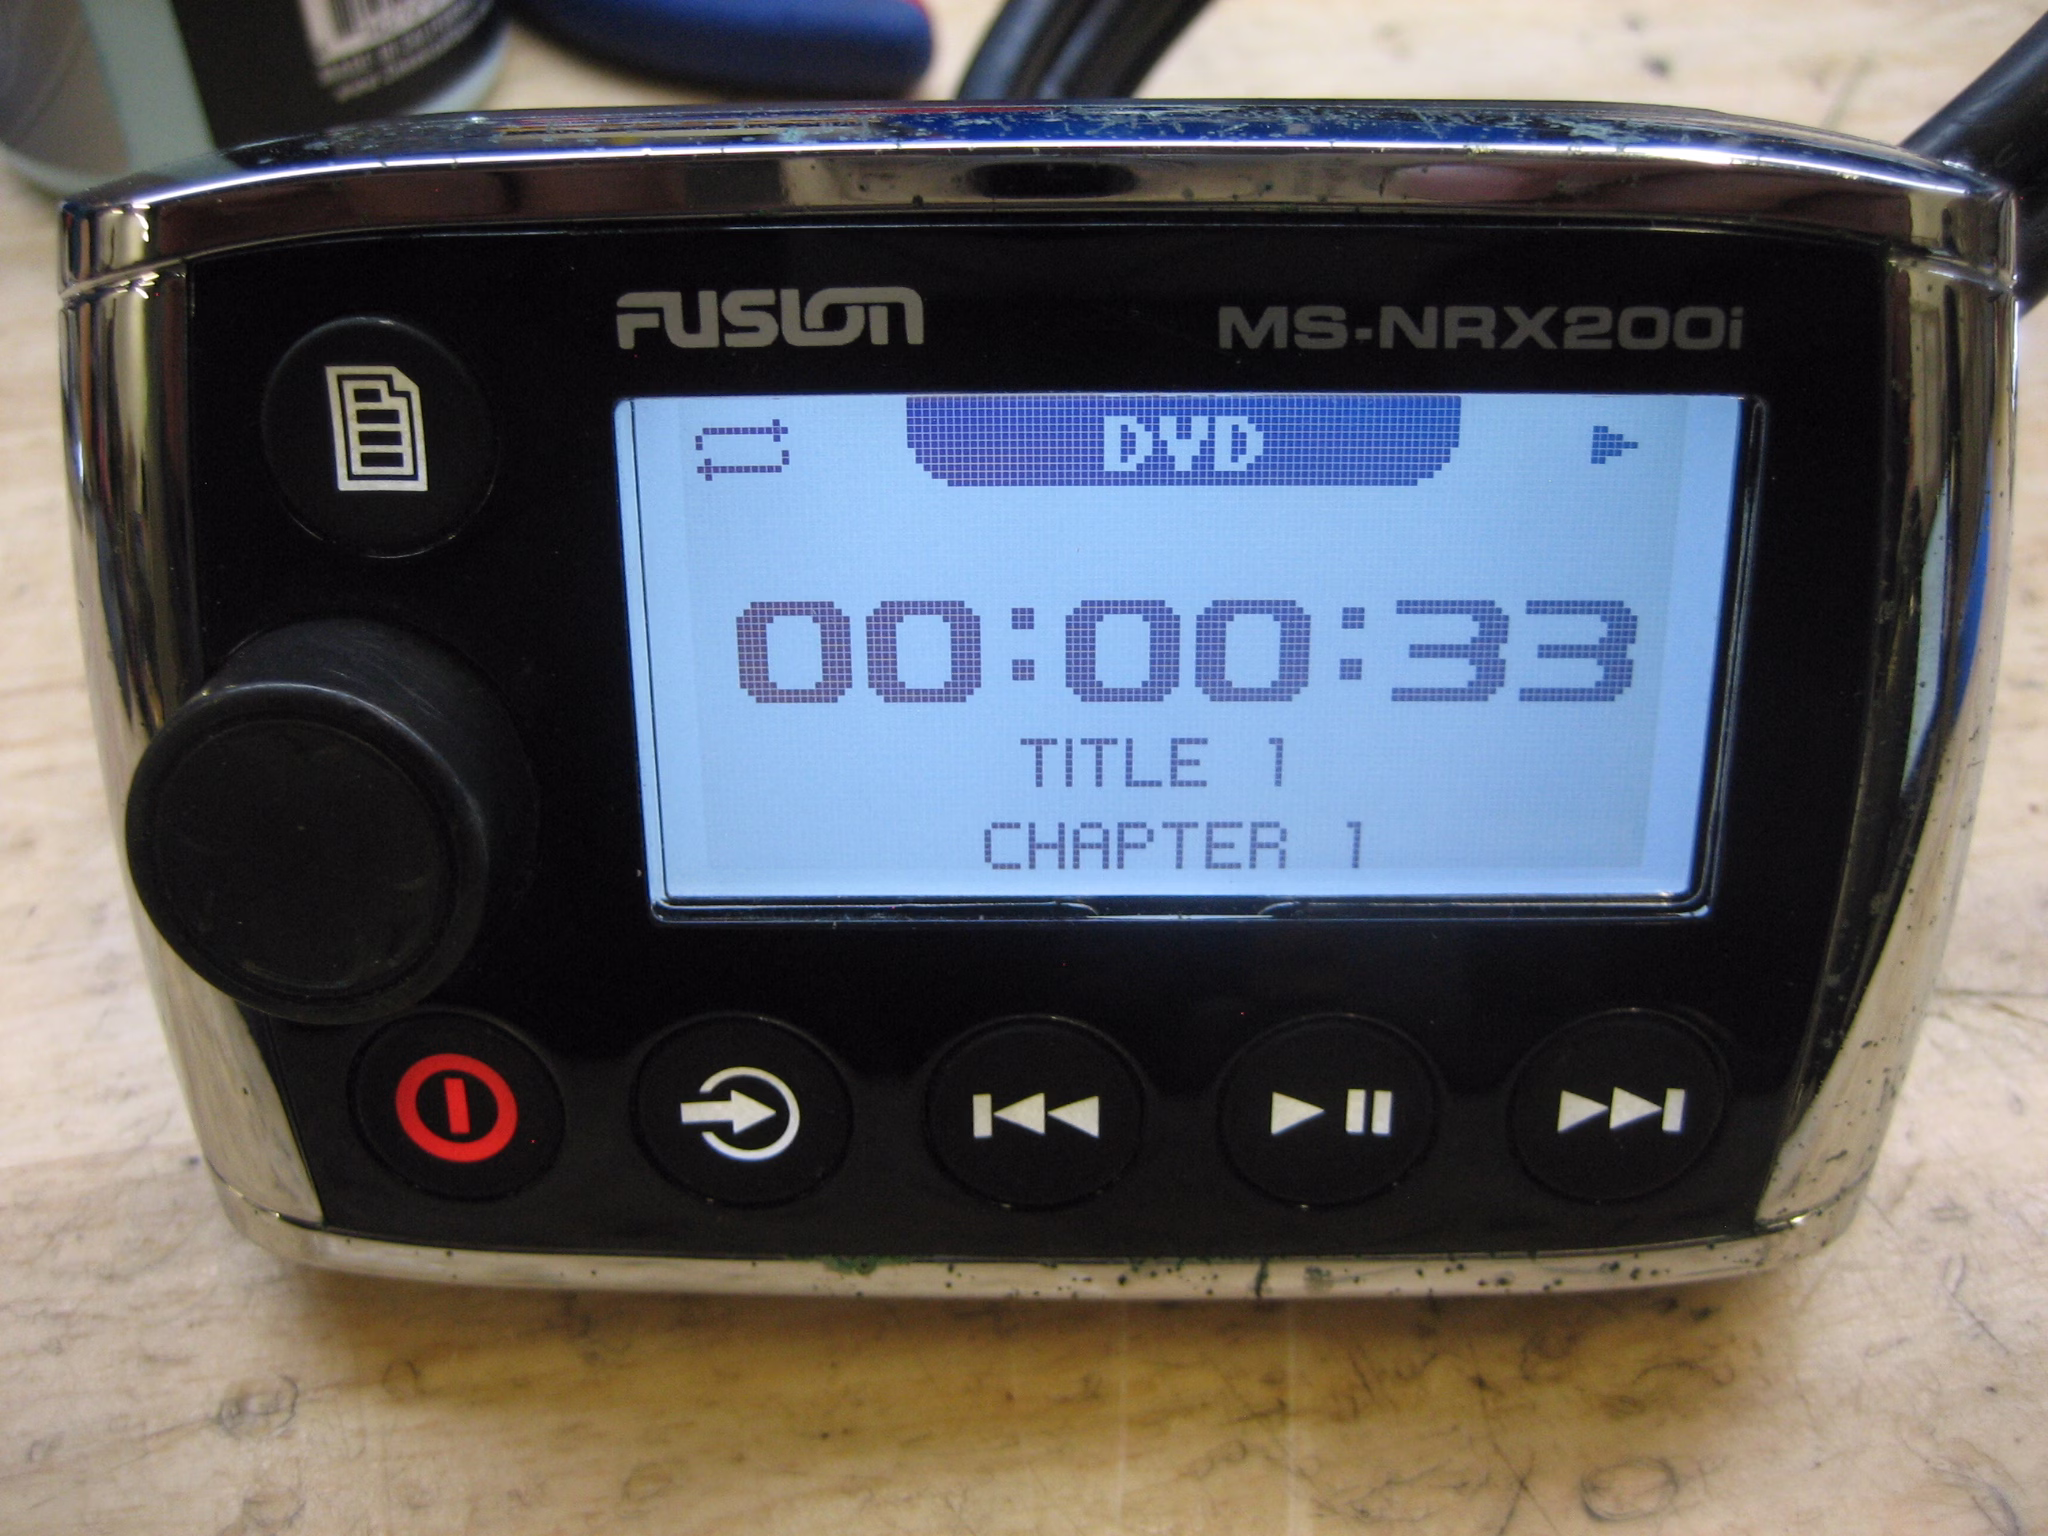 FUSION
MS-NRX200i
DVD
00:00:33
TITLE 1
CHAPTER 1